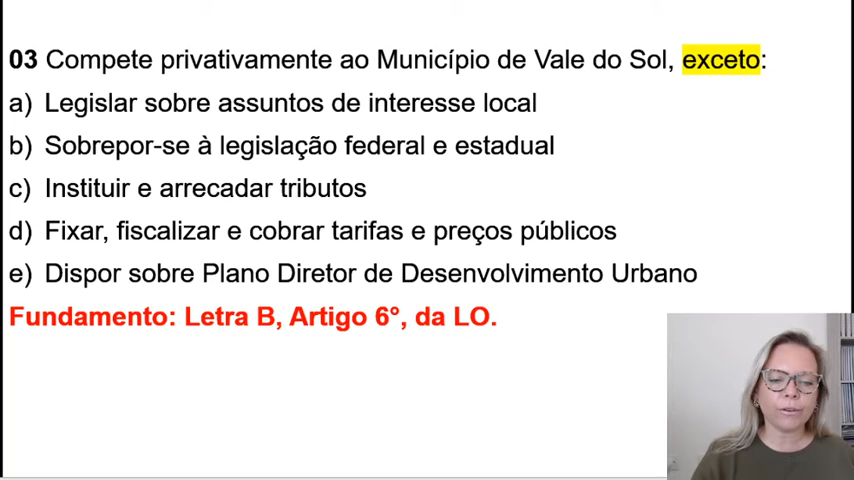 03 Compete privativamente ao Município de Vale do Sol, exceto:
a) Legislar sobre assuntos de interesse local
b) Sobrepor-se à legislação federal e estadual
c) Instituir e arrecadar tributos
d) Fixar, fiscalizar e cobrar tarifas e preços públicos
e) Dispor sobre Plano Diretor de Desenvolvimento Urbano
Fundamento: Letra B, Artigo 6°, da LO.